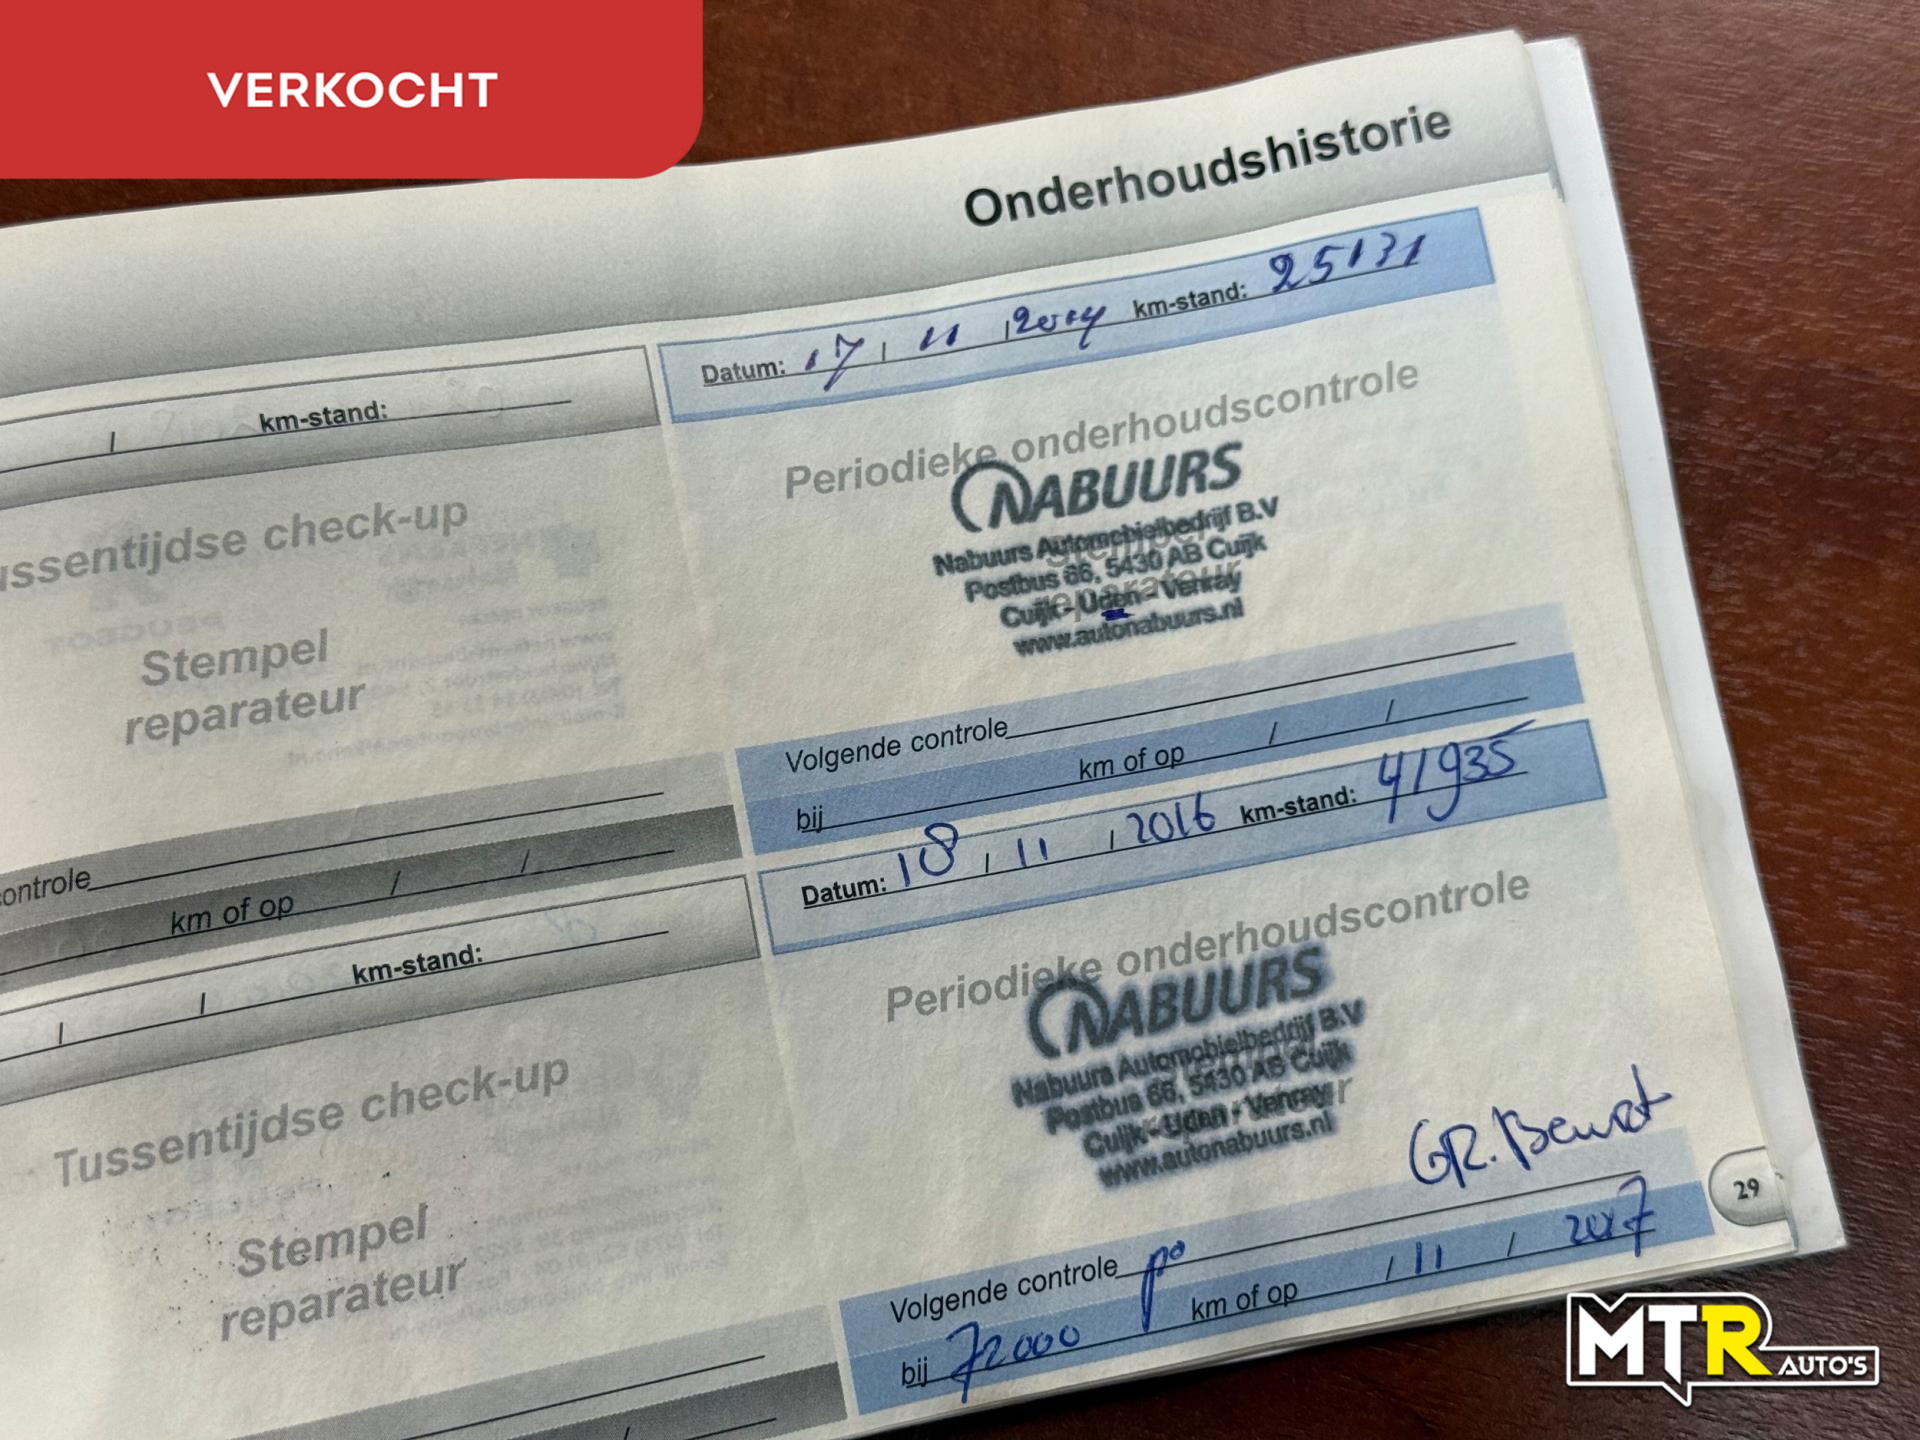 VERKOCHT
Onderhoudshistorie
km-stand:
Tussentijdse check-up
Stempel
reparateur
controle
km of op
km-stand:
Tussentijdse check-up
Stempel
reparateur
Datum: 17 / 11 / 2014 km-stand: 25131
Periodieke onderhoudscontrole
NABUURS
Nabuurs Automobielbedrijf B.V
Postbus 66, 5430 AB Cuijk
Cuijk - Uden - Venray
www.autonabuurs.nl
Volgende controle
bij km of op / /
Datum: 18 / 11 / 2016 km-stand: 41935
Periodieke onderhoudscontrole
NABUURS
Nabuurs Automobielbedrijf B.V
Postbus 66, 5430 AB Cuijk
Cuijk - Uden - Venray
www.autonabuurs.nl
GR. Beurt
Volgende controle po
bij 72000 km of op / 11 / 2017
29
MTR AUTO'S